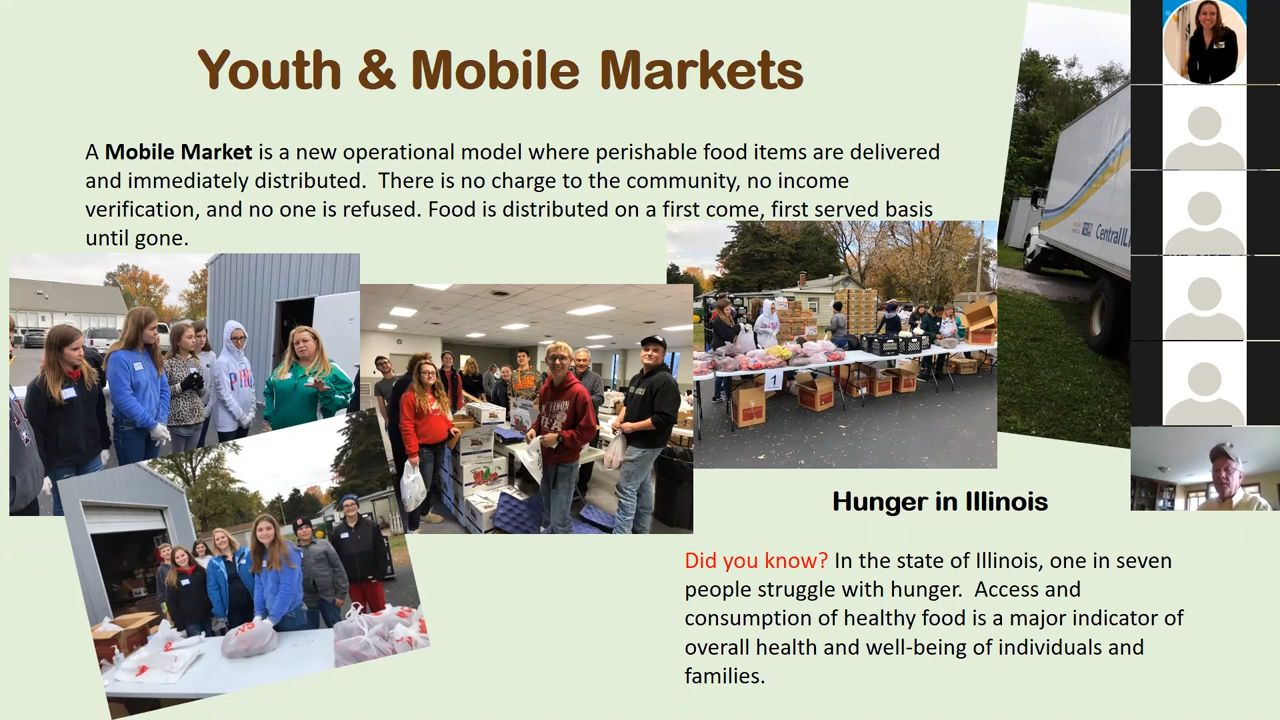 Youth & Mobile Markets
A Mobile Market is a new operational model where perishable food items are delivered
and immediately distributed.  There is no charge to the community, no income
verification, and no one is refused. Food is distributed on a first come, first served basis
until gone.
CentralIL
1
Hunger in Illinois
Did you know? In the state of Illinois, one in seven
people struggle with hunger.  Access and
consumption of healthy food is a major indicator of
overall health and well-being of individuals and
families.